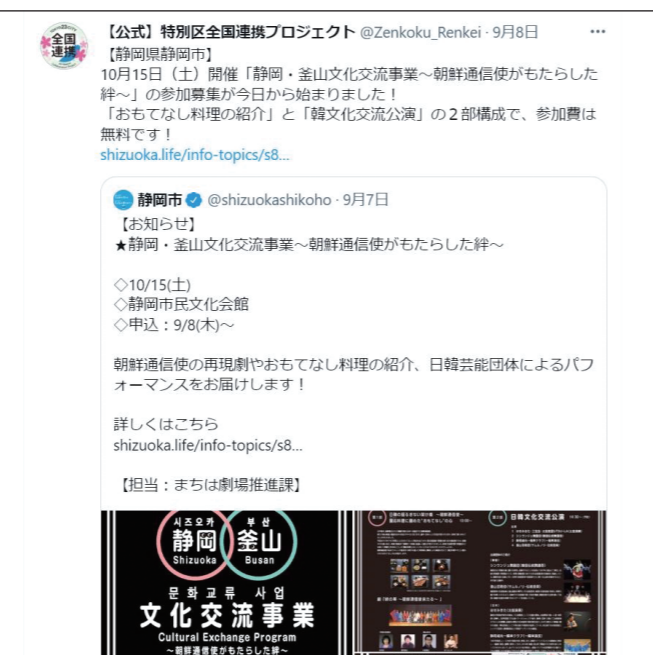 全国
連携
【公式】特別区全国連携プロジェクト @Zenkoku_Renkei · 9月8日 ···
【静岡県静岡市】
10月15日（土）開催「静岡・釜山文化交流事業～朝鮮通信使がもたらした
絆～」の参加募集が今日から始まりました！
「おもてなし料理の紹介」と「韓文化交流公演」の２部構成で、参加費は
無料です！
shizuoka.life/info-topics/s8...
静岡市 @shizuokashikoho · 9月7日
【お知らせ】
★静岡・釜山文化交流事業～朝鮮通信使がもたらした絆～
◇10/15(土)
◇静岡市民文化会館
◇申込：9/8(木)～
朝鮮通信使の再現劇やおもてなし料理の紹介、日韓芸能団体によるパフ
ォーマンスをお届けします！
詳しくはこちら
shizuoka.life/info-topics/s8...
【担当：まちは劇場推進課】
시즈오카 부산
静岡 釜山
Shizuoka Busan
문화교류 사업
文化交流事業
Cultural Exchange Program
～朝鮮通信使がもたらした絆～
日韓文化交流公演